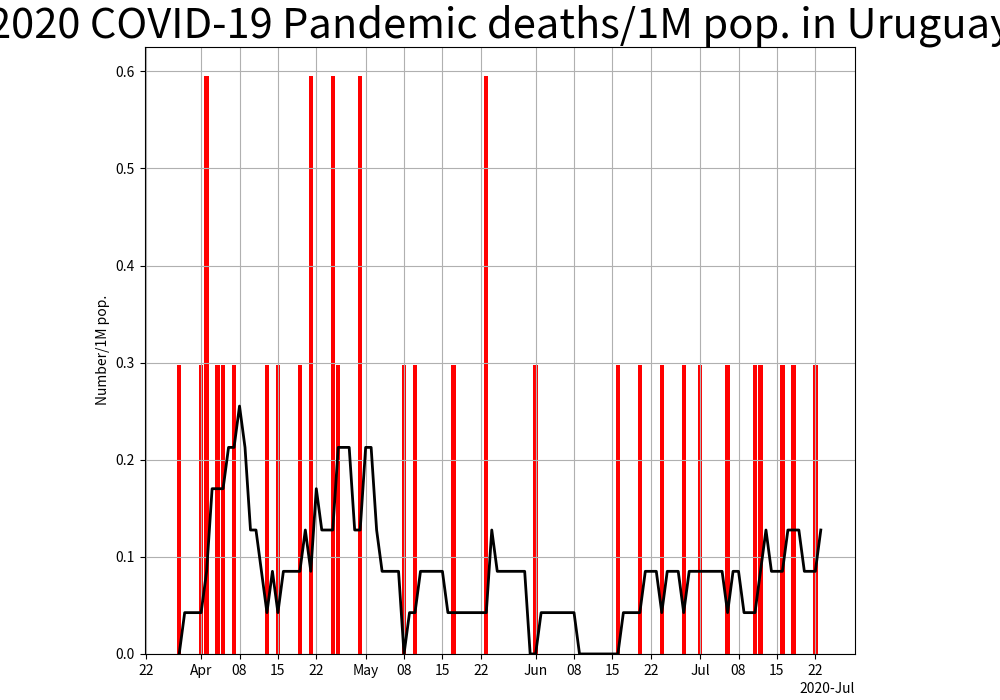 2020 COVID-19 Pandemic deaths/1M pop. in Uruguay
Number/1M pop.
0.6
0.5
0.4
0.3
0.2
0.1
0.0
22 Apr 08 15 22 May 08 15 22 Jun 08 15 22 Jul 08 15 22
2020-Jul